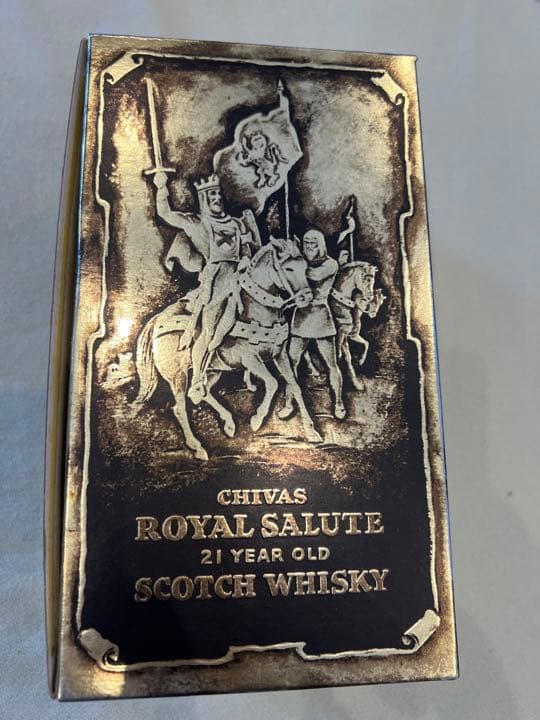 CHIVAS
ROYAL SALUTE
21 YEAR OLD
SCOTCH WHISKY